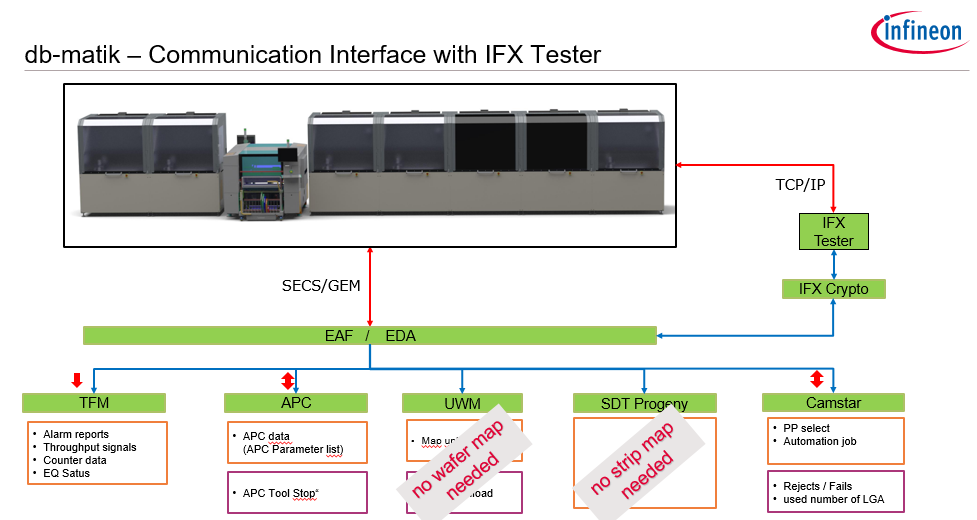 infineon
db-matik – Communication Interface with IFX Tester
TCP/IP
IFX
Tester
SECS/GEM
IFX Crypto
EAF / EDA
TFM
APC
UWM
SDT Progeny
Camstar
• Alarm reports
• Throughput signals
• Counter data
• EQ Satus
• APC data
(APC Parameter list)
• APC Tool Stop"
• Map
no wafer map
needed
no strip map
needed
• PP select
• Automation job
• Rejects / Fails
• used number of LGA